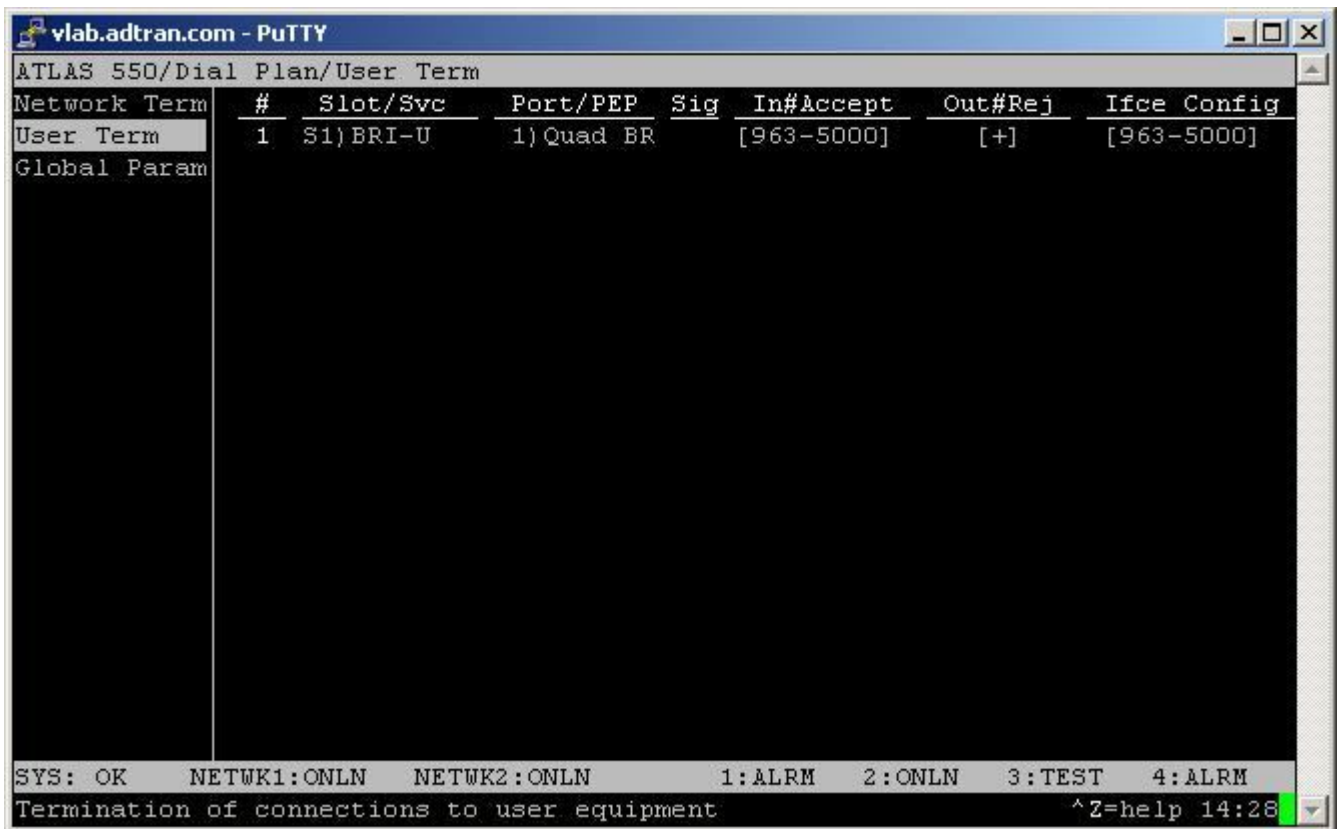 vlab.adtran.com - PuTTY
ATLAS 550/Dial Plan/User Term
Network Term # Slot/Svc Port/PEP Sig In#Accept Out#Rej Ifce Config
User Term 1 S1)BRI-U 1)Quad BR [963-5000] [+] [963-5000]
Global Param
SYS: OK NETWK1:ONLN NETWK2:ONLN 1:ALRM 2:ONLN 3:TEST 4:ALRM
Termination of connections to user equipment ^Z=help 14:28